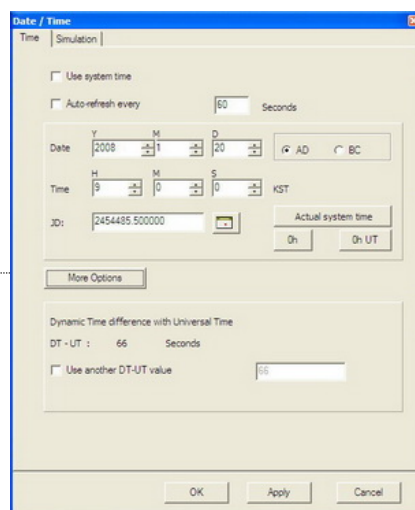 Date / Time
Time Simulation
Use system time
Auto-refresh every 60 Seconds
Y M D
Date 2008 1 20 AD BC
H M S
Time 9 0 0 KST
JD: 2454485.500000 Actual system time
0h 0h UT
More Options
Dynamic Time difference with Universal Time
DT - UT : 66 Seconds
Use another DT-UT value 66
OK Apply Cancel